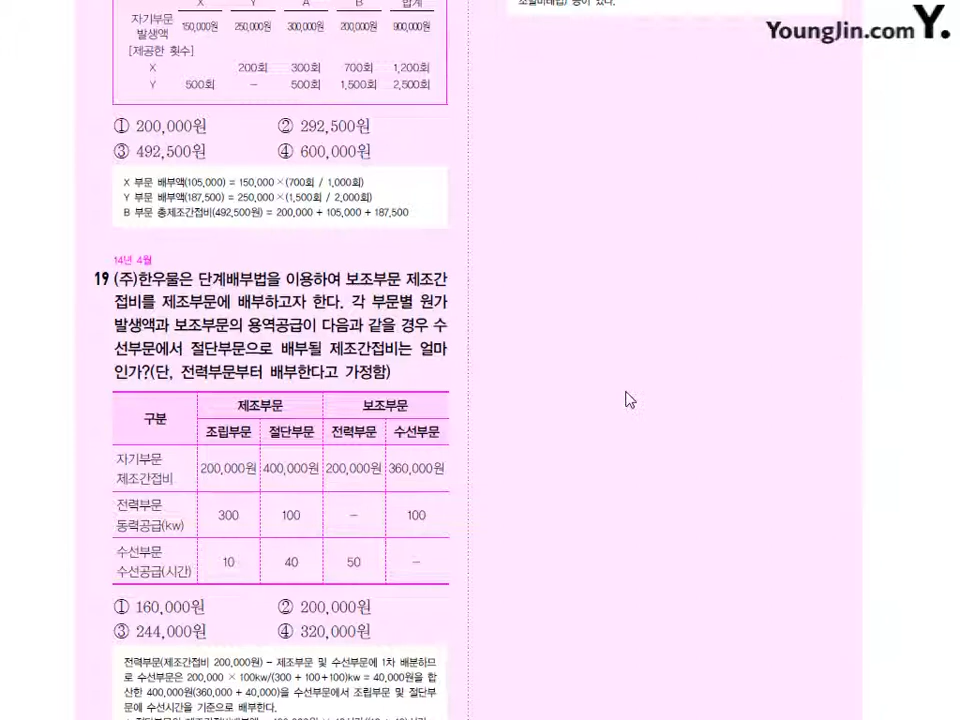 X Y A B 합계
자기부문
발생액 150,000원 250,000원 300,000원 200,000원 900,000원
[제공한 횟수]
X 200회 300회 700회 1,200회
Y 500회 － 500회 1,500회 2,500회
① 200,000원 ② 292,500원
③ 492,500원 ④ 600,000원
X 부문 배부액(105,000) = 150,000 ×(700회 / 1,000회)
Y 부문 배부액(187,500) = 250,000 ×(1,500회 / 2,000회)
B 부문 총제조간접비(492,500원) = 200,000 + 105,000 + 187,500
14년 4월
19 (주)한우물은 단계배부법을 이용하여 보조부문 제조간
접비를 제조부문에 배부하고자 한다. 각 부문별 원가
발생액과 보조부문의 용역공급이 다음과 같을 경우 수
선부문에서 절단부문으로 배부될 제조간접비는 얼마
인가?(단, 전력부문부터 배부한다고 가정함)
구분 제조부문 보조부문
조립부문 절단부문 전력부문 수선부문
자기부문
제조간접비 200,000원 400,000원 200,000원 360,000원
전력부문
동력공급(kw) 300 100 － 100
수선부문
수선공급(시간) 10 40 50 －
① 160,000원 ② 200,000원
③ 244,000원 ④ 320,000원
전력부문(제조간접비 200,000원) - 제조부문 및 수선부문에 1차 배분하므
로 수선부문은 200,000 × 100kw/(300 + 100+100)kw = 40,000원을 합
산한 400,000원(360,000 + 40,000)을 수선부문에서 조립부문 및 절단부
문에 수선시간을 기준으로 배부한다.
YoungJin.com Y.